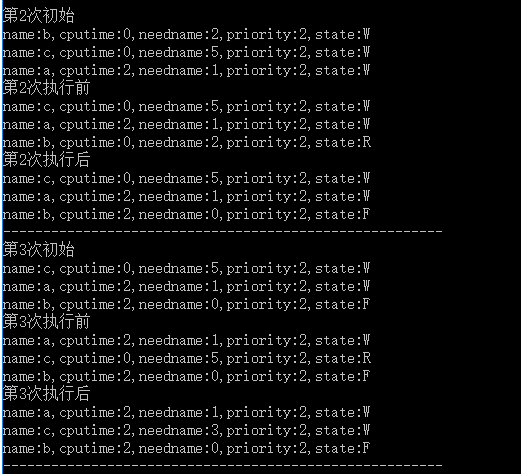 第2次初始
name:b,cputime:0,needname:2,priority:2,state:W
name:c,cputime:0,needname:5,priority:2,state:W
name:a,cputime:2,needname:1,priority:2,state:W
第2次执行前
name:c,cputime:0,needname:5,priority:2,state:W
name:a,cputime:2,needname:1,priority:2,state:W
name:b,cputime:0,needname:2,priority:2,state:R
第2次执行后
name:c,cputime:0,needname:5,priority:2,state:W
name:a,cputime:2,needname:1,priority:2,state:W
name:b,cputime:2,needname:0,priority:2,state:F
-------------------------------------------------------
第3次初始
name:c,cputime:0,needname:5,priority:2,state:W
name:a,cputime:2,needname:1,priority:2,state:W
name:b,cputime:2,needname:0,priority:2,state:F
第3次执行前
name:a,cputime:2,needname:1,priority:2,state:W
name:c,cputime:0,needname:5,priority:2,state:R
name:b,cputime:2,needname:0,priority:2,state:F
第3次执行后
name:a,cputime:2,needname:1,priority:2,state:W
name:c,cputime:2,needname:3,priority:2,state:W
name:b,cputime:2,needname:0,priority:2,state:F
-------------------------------------------------------